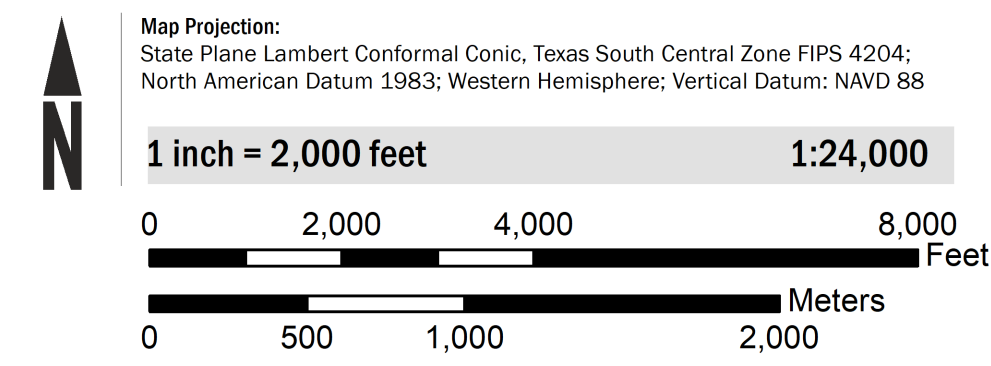 N
Map Projection:
State Plane Lambert Conformal Conic, Texas South Central Zone FIPS 4204;
North American Datum 1983; Western Hemisphere; Vertical Datum: NAVD 88
1 inch = 2,000 feet 1:24,000
0 2,000 4,000 8,000
Feet
Meters
0 500 1,000 2,000